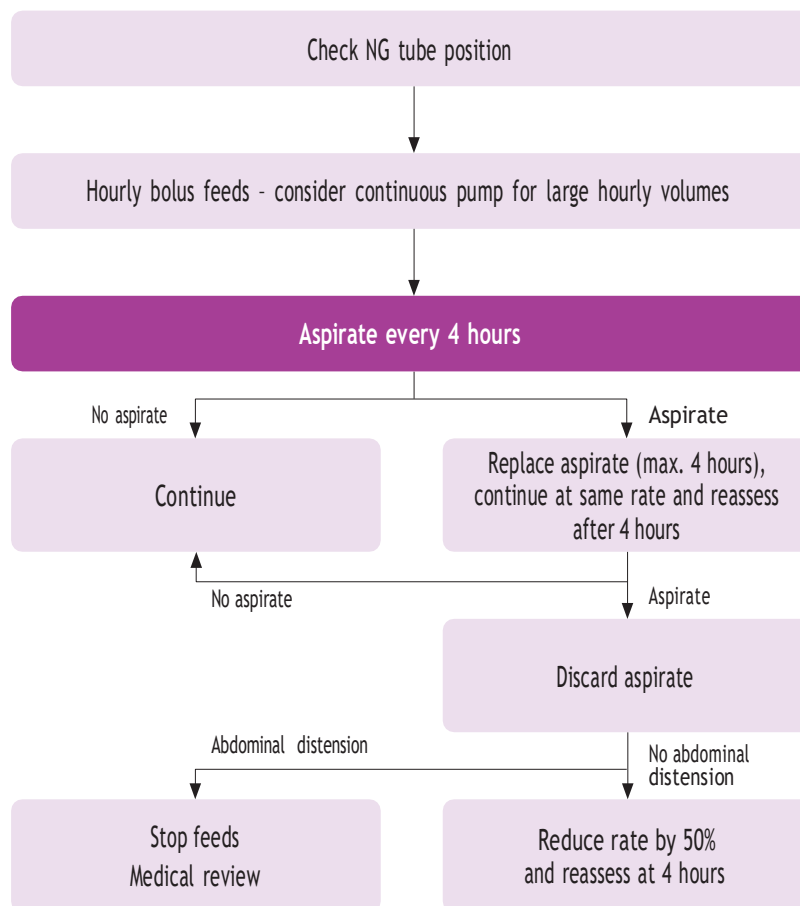 Check NG tube position
Hourly bolus feeds - consider continuous pump for large hourly volumes
Aspirate every 4 hours
No aspirate
Aspirate
Continue
Replace aspirate (max. 4 hours),
continue at same rate and reassess
after 4 hours
No aspirate
Aspirate
Discard aspirate
Abdominal distension
No abdominal
distension
Stop feeds
Medical review
Reduce rate by 50%
and reassess at 4 hours